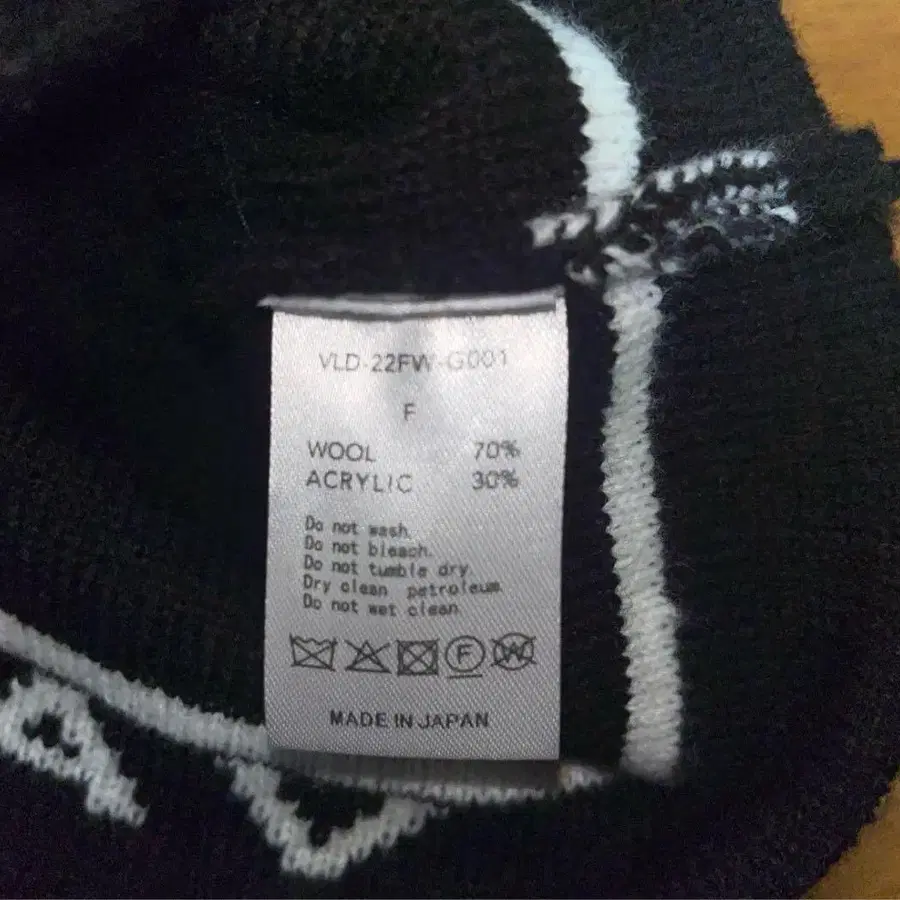 VLD-22FW-G001
F
WOOL 70%
ACRYLIC 30%
Do not wash.
Do not bleach.
Do not tumble dry.
Dry clean petroleum
Do not wet clean
F W
MADE IN JAPAN